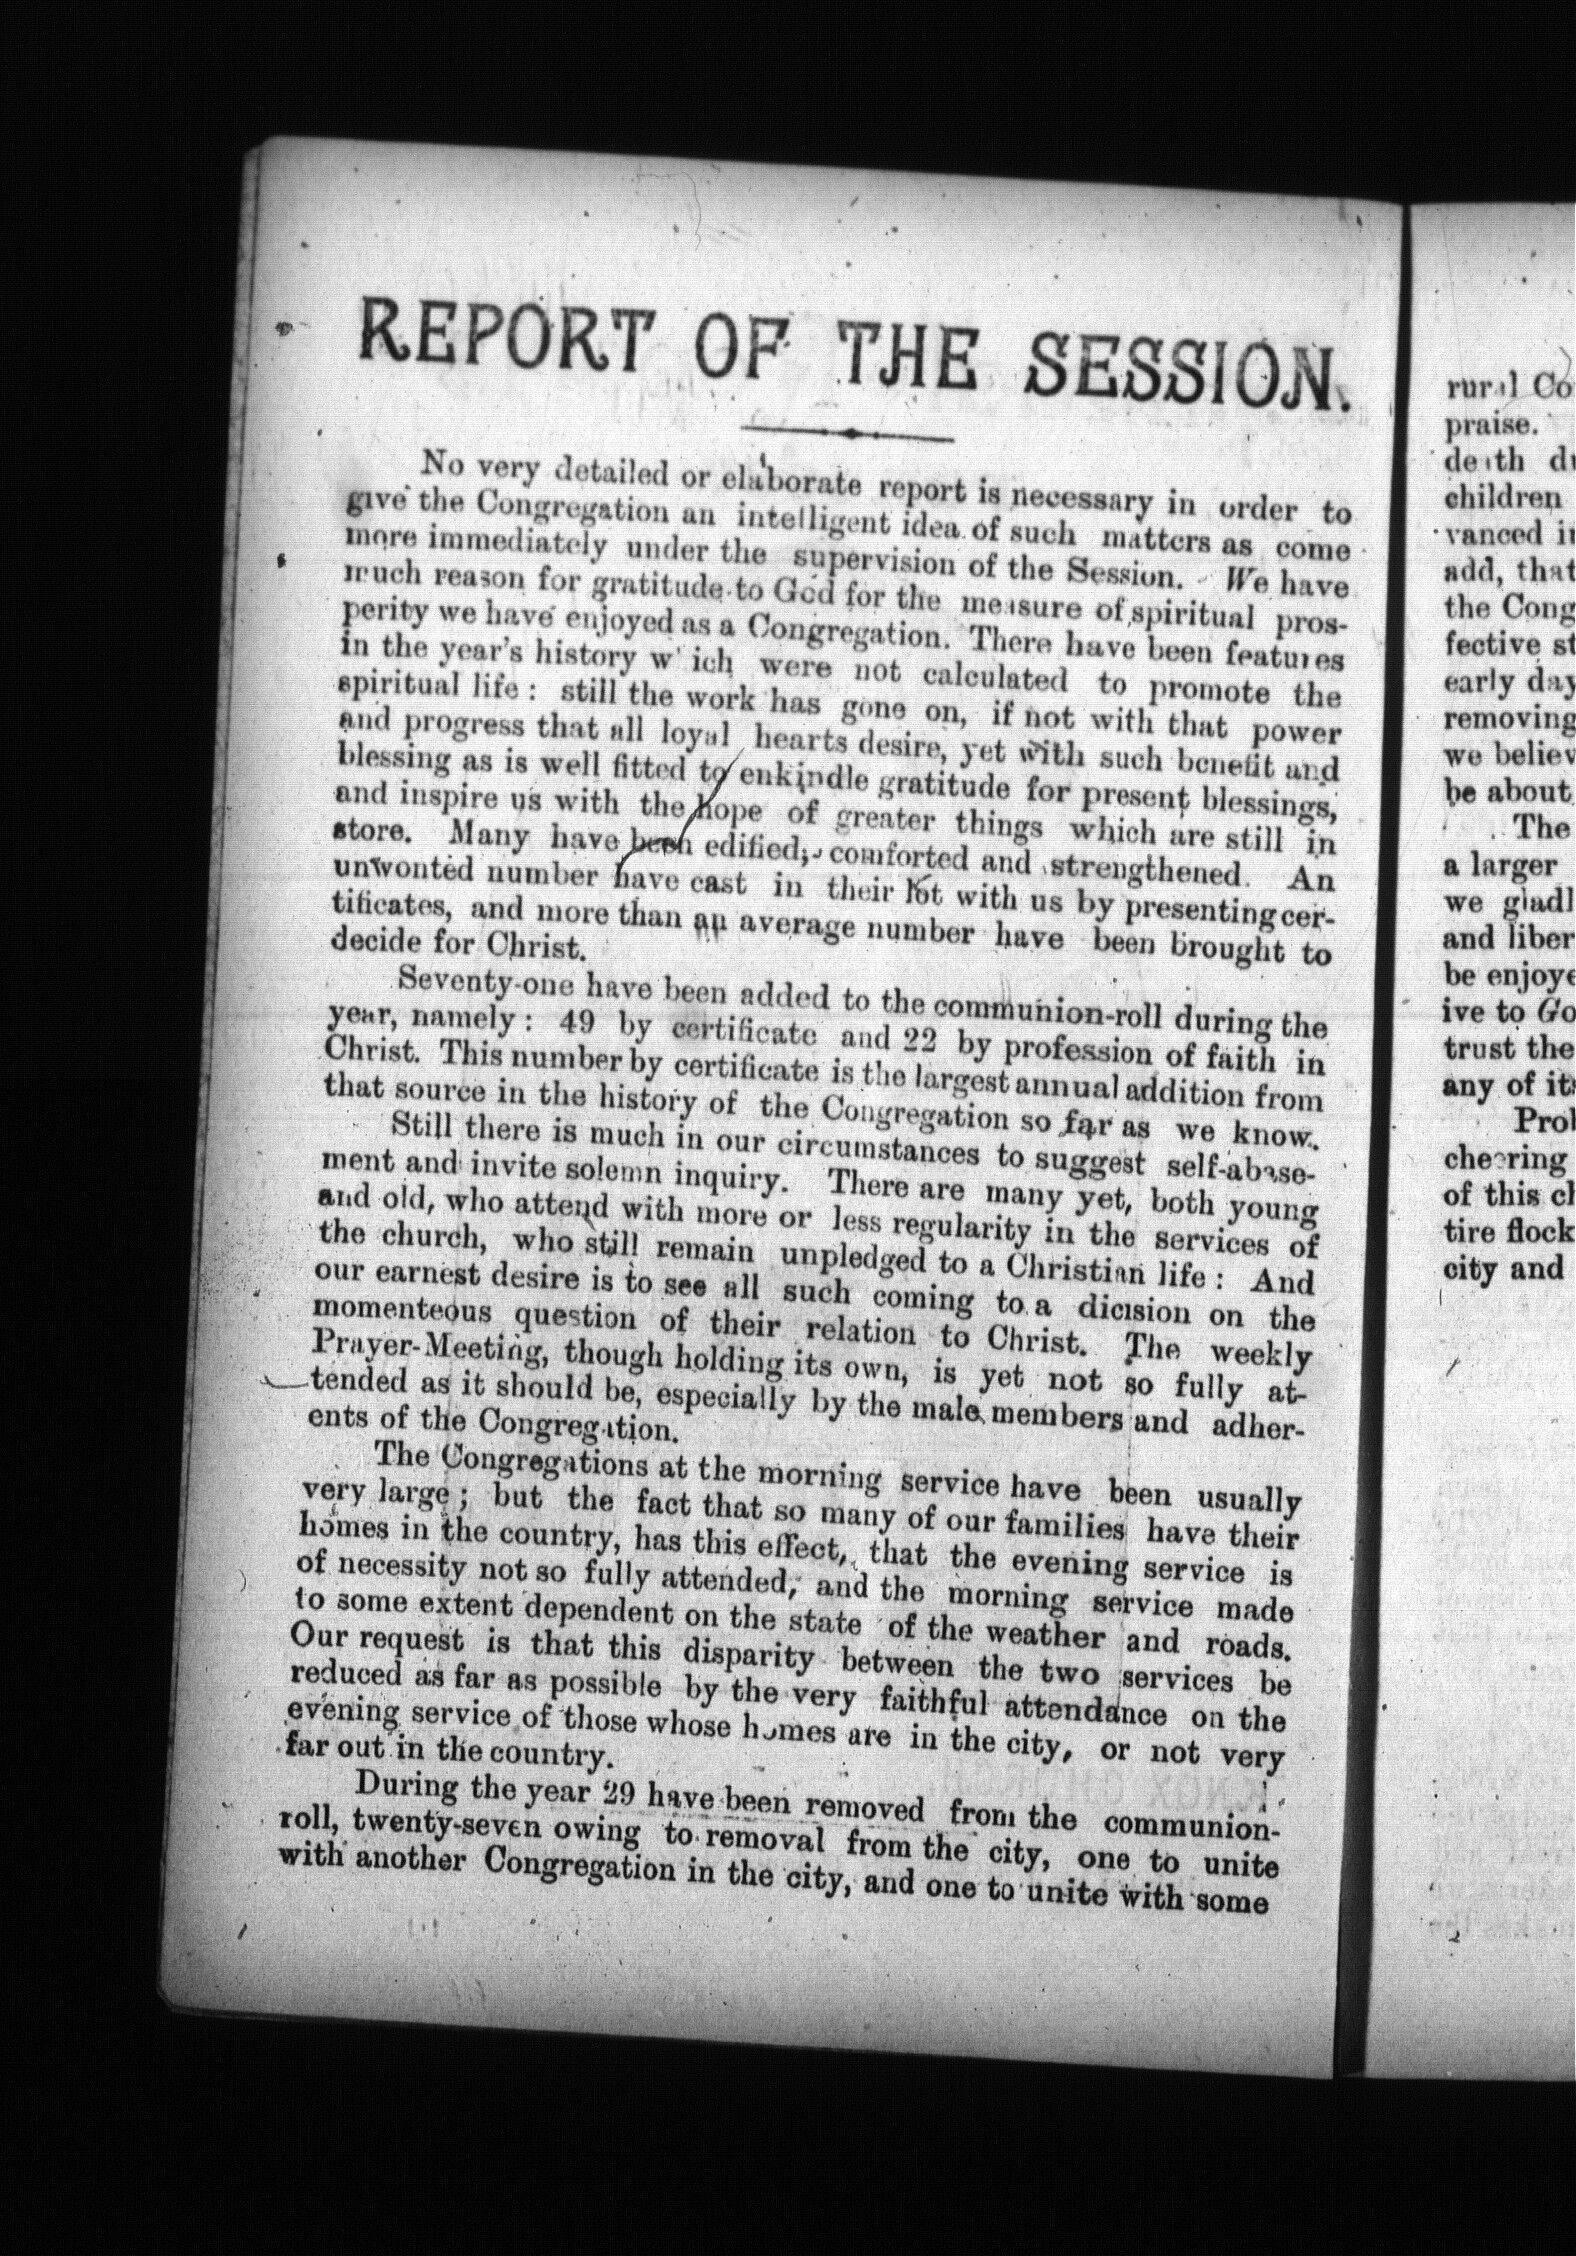 REPORT OF THE SESSION.
No very detailed or elaborate report is necessary in order to
give the Congregation an intelligent idea of such matters as come
more immediately under the supervision of the Session. We have
much reason for gratitude to God for the measure of spiritual pros-
perity we have enjoyed as a Congregation. There have been features
in the year's history which were not calculated to promote the
spiritual life: still the work has gone on, if not with that power
and progress that all loyal hearts desire, yet with such benefit and
blessing as is well fitted to enkindle gratitude for present blessings,
and inspire us with the hope of greater things which are still in
store. Many have been edified, comforted and strengthened. An
unwonted number have cast in their lot with us by presenting cer-
tificates, and more than an average number have been brought to
decide for Christ.
Seventy-one have been added to the communion-roll during the
year, namely: 49 by certificate and 22 by profession of faith in
Christ. This number by certificate is the largest annual addition from
that source in the history of the Congregation so far as we know.
Still there is much in our circumstances to suggest self-abase-
ment and invite solemn inquiry. There are many yet, both young
and old, who attend with more or less regularity in the services of
the church, who still remain unpledged to a Christian life: And
our earnest desire is to see all such coming to a dicision on the
momenteous question of their relation to Christ. The weekly
Prayer-Meeting, though holding its own, is yet not so fully at-
tended as it should be, especially by the male members and adher-
ents of the Congregation.
The Congregations at the morning service have been usually
very large; but the fact that so many of our families have their
homes in the country, has this effect, that the evening service is
of necessity not so fully attended, and the morning service made
to some extent dependent on the state of the weather and roads.
Our request is that this disparity between the two services be
reduced as far as possible by the very faithful attendance on the
evening service of those whose homes are in the city, or not very
far out in the country.
During the year 29 have been removed from the communion-
roll, twenty-seven owing to removal from the city, one to unite
with another Congregation in the city, and one to unite with some
rural
praise.
death
children
vanced
add, that
the
fective
early
removing
we
be about
The
a larger
we
and
be
ive to
trust the
any of
cheering
of this
tire
city and